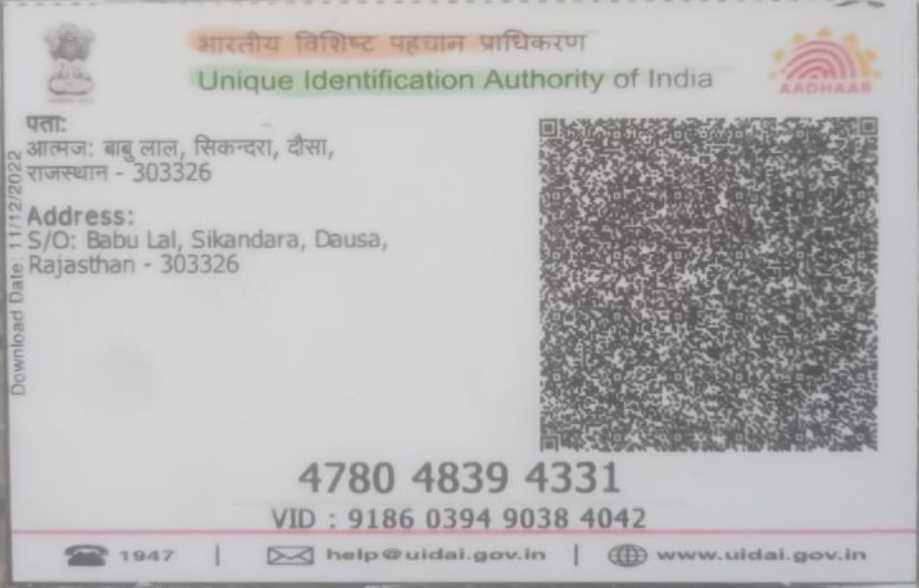 भारतीय विशिष्ट पहचान प्राधिकरण
Unique Identification Authority of India
AADHAAR
पता:
आत्मज: बाबु लाल, सिकन्दरा, दौसा,
राजस्थान - 303326
Address:
S/O: Babu Lal, Sikandara, Dausa,
Rajasthan - 303326
Download Date: 11/12/2022
4780 4839 4331
VID : 9186 0394 9038 4042
1947 | help@uidai.gov.in | www.uidai.gov.in